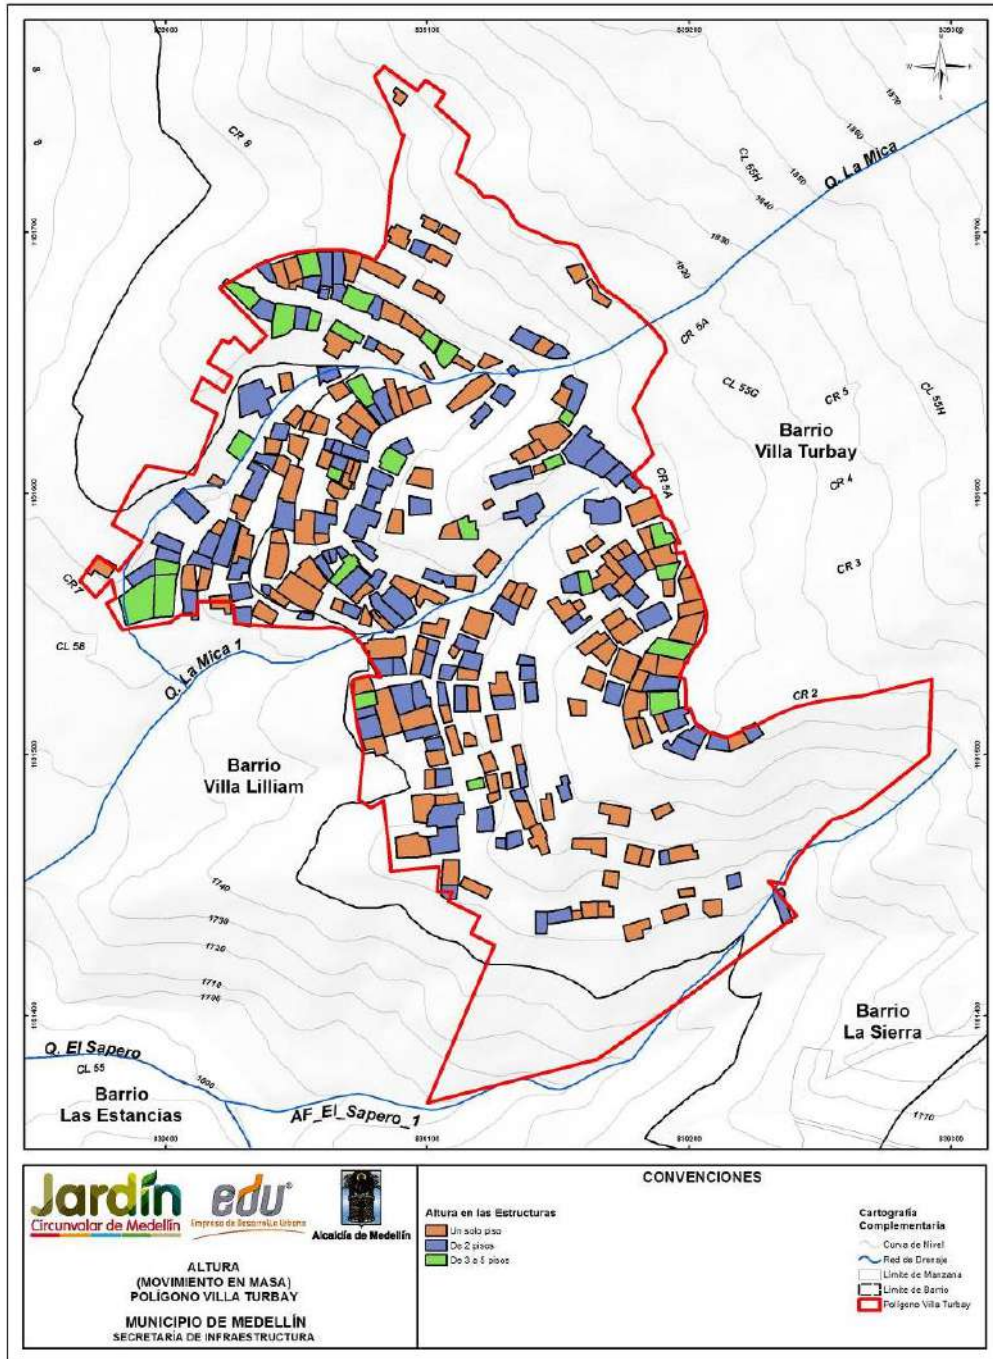 CR 6
1870
1860
Q. La Mica
CL 55H
1850
1840
1830
1820
CR 5A
CL 55G
CR 5
CL 55H
Barrio
Villa Turbay
CR 4
CR 5A
CR 3
CR 7
CL 56
Q. La Mica 1
CR 2
Barrio
Villa Lilliam
1740
1730
1720
1710
1700
Barrio
La Sierra
Q. El Sapero
CL 55
Barrio
Las Estancias
AF_El_Sapero_1
1770
Jardín
Circunvalar de Medellín
edu
Empresa de Desarrollo Urbano
Alcaldía de Medellín
ALTURA
(MOVIMIENTO EN MASA)
POLÍGONO VILLA TURBAY
MUNICIPIO DE MEDELLÍN
SECRETARÍA DE INFRAESTRUCTURA
CONVENCIONES
Altura en las Estructuras
Un solo piso
De 2 pisos
De 3 a 5 pisos
Cartografía
Complementaria
Curva de Nivel
Red de Drenaje
Límite de Manzana
Límite de Barrio
Polígono Villa Turbay